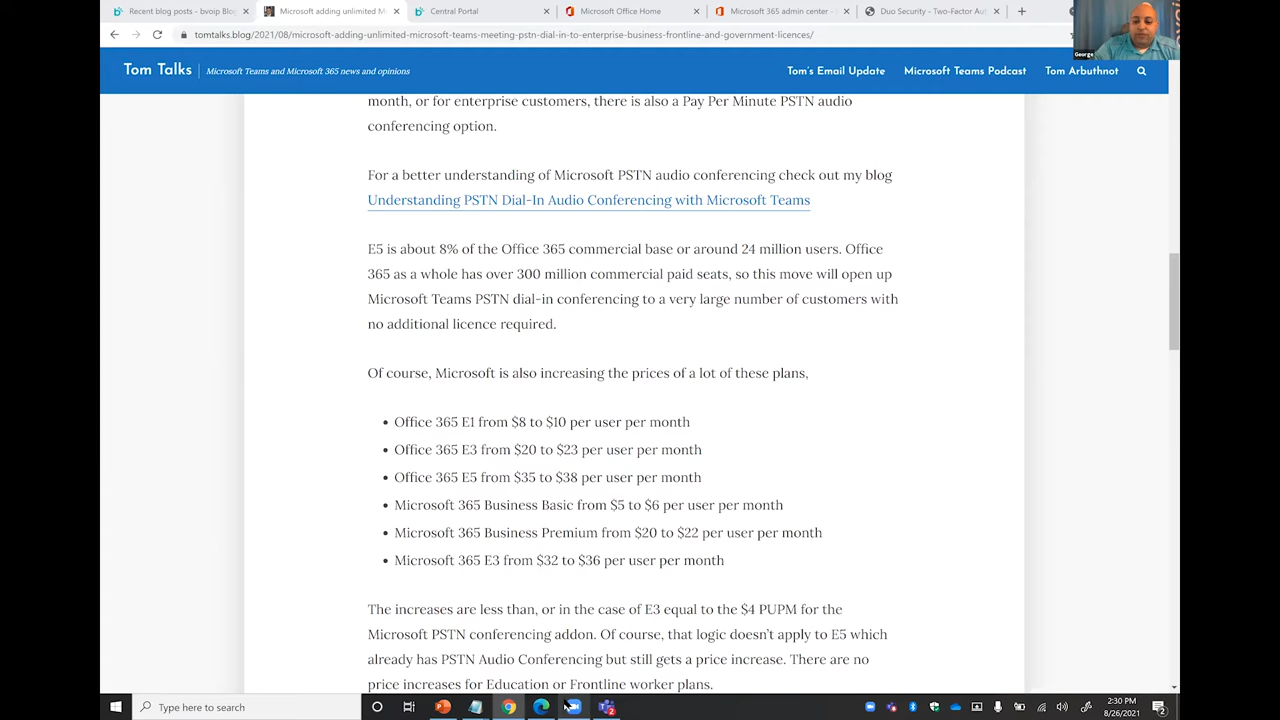 Recent blog posts - bvoip Blog
Microsoft adding unlimited M
Central Portal
Microsoft Office Home
Microsoft 365 admin center -
Duo Security - Two-Factor Aut
tomtalks.blog/2021/08/microsoft-adding-unlimited-microsoft-teams-meeting-pstn-dial-in-to-enterprise-business-frontline-and-government-licences/
George
Tom Talks
Microsoft Teams and Microsoft 365 news and opinions
Tom's Email Update
Microsoft Teams Podcast
Tom Arbuthnot
month, or for enterprise customers, there is also a Pay Per Minute PSTN audio
conferencing option.
For a better understanding of Microsoft PSTN audio conferencing check out my blog
Understanding PSTN Dial-In Audio Conferencing with Microsoft Teams
E5 is about 8% of the Office 365 commercial base or around 24 million users. Office
365 as a whole has over 300 million commercial paid seats, so this move will open up
Microsoft Teams PSTN dial-in conferencing to a very large number of customers with
no additional licence required.
Of course, Microsoft is also increasing the prices of a lot of these plans,
• Office 365 E1 from $8 to $10 per user per month
• Office 365 E3 from $20 to $23 per user per month
• Office 365 E5 from $35 to $38 per user per month
• Microsoft 365 Business Basic from $5 to $6 per user per month
• Microsoft 365 Business Premium from $20 to $22 per user per month
• Microsoft 365 E3 from $32 to $36 per user per month
The increases are less than, or in the case of E3 equal to the $4 PUPM for the
Microsoft PSTN conferencing addon. Of course, that logic doesn't apply to E5 which
already has PSTN Audio Conferencing but still gets a price increase. There are no
price increases for Education or Frontline worker plans.
Type here to search
2:30 PM
8/26/2021